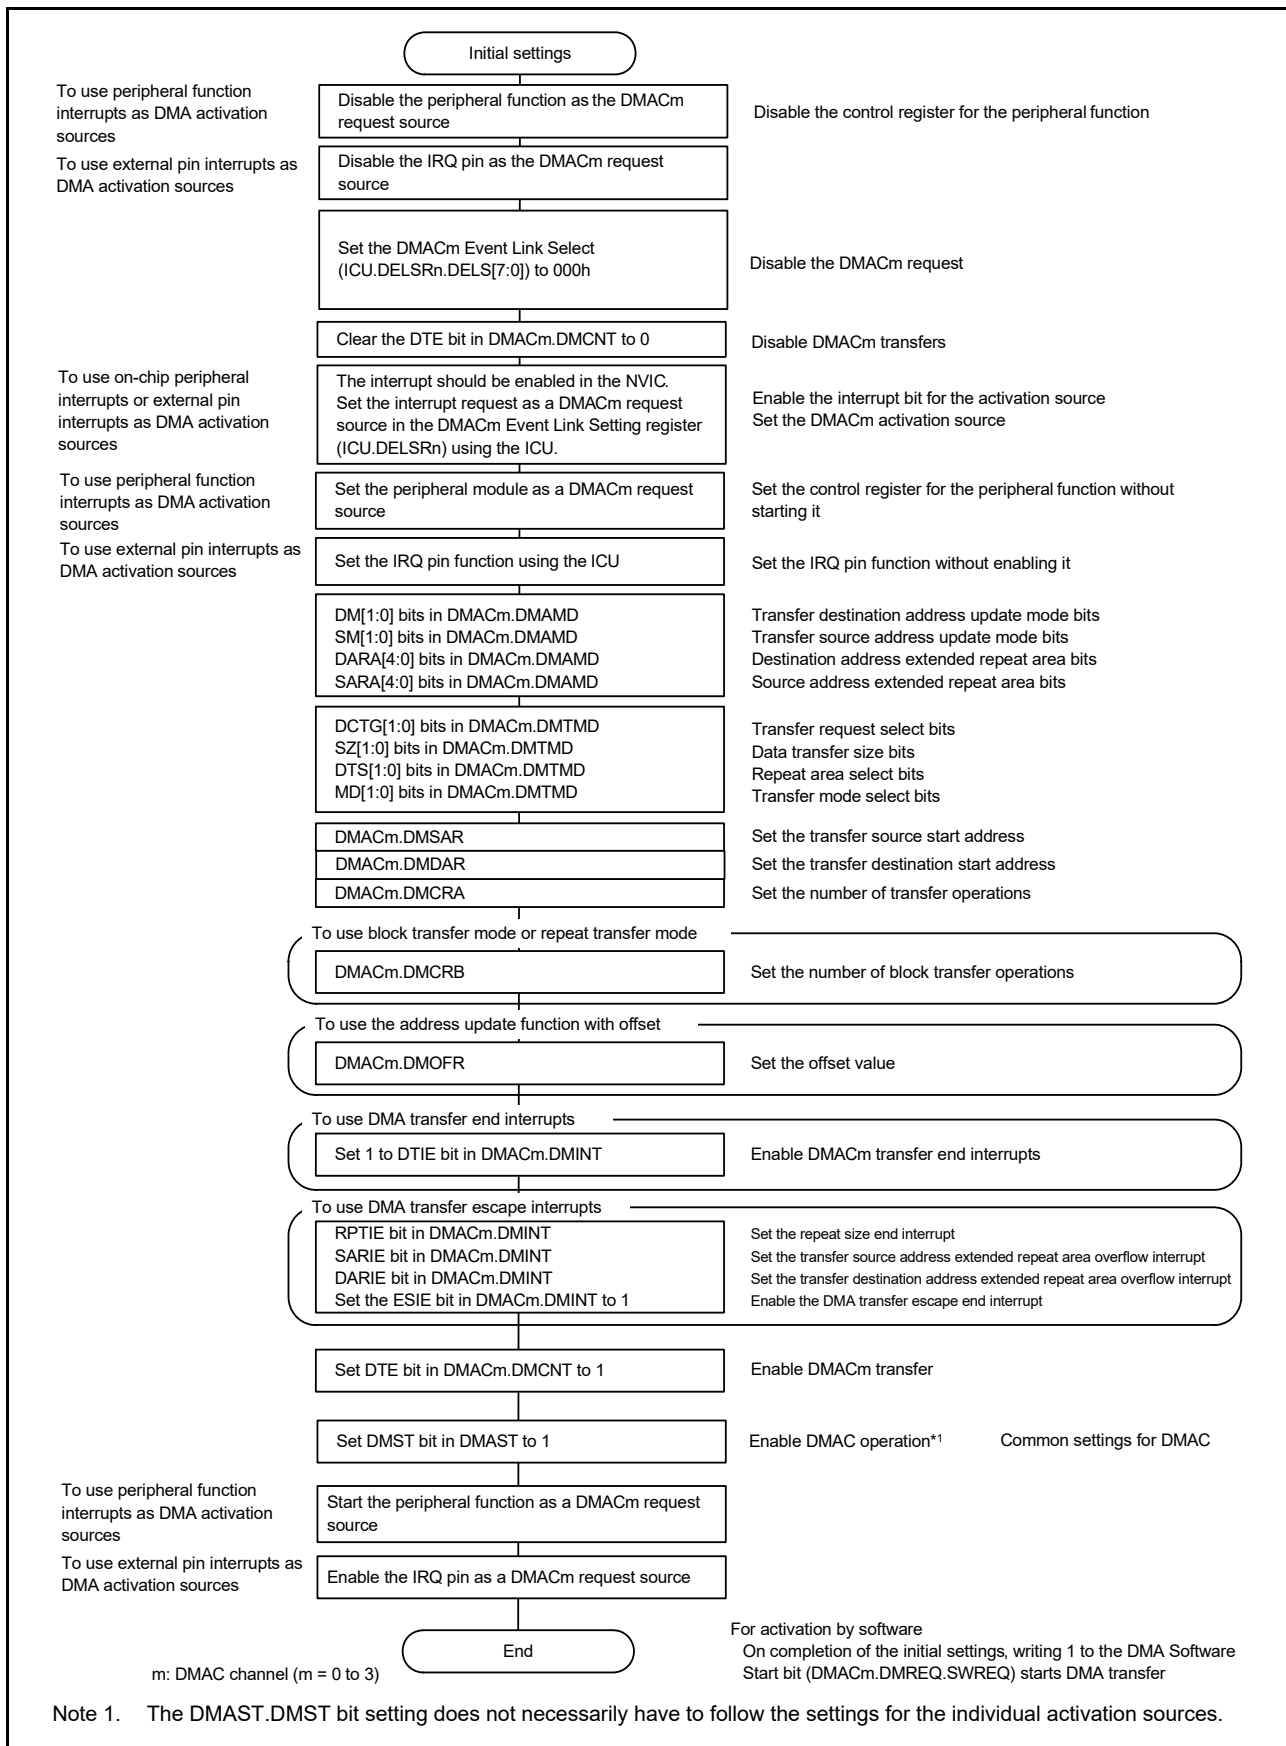 Initial settings
To use peripheral function
interrupts as DMA activation
sources
Disable the peripheral function as the DMACm
request source
Disable the control register for the peripheral function
To use external pin interrupts as
DMA activation sources
Disable the IRQ pin as the DMACm request
source
Set the DMACm Event Link Select
(ICU.DELSRn.DELS[7:0]) to 000h
Disable the DMACm request
Clear the DTE bit in DMACm.DMCNT to 0
Disable DMACm transfers
To use on-chip peripheral
interrupts or external pin
interrupts as DMA activation
sources
The interrupt should be enabled in the NVIC.
Set the interrupt request as a DMACm request
source in the DMACm Event Link Setting register
(ICU.DELSRn) using the ICU.
Enable the interrupt bit for the activation source
Set the DMACm activation source
To use peripheral function
interrupts as DMA activation
sources
Set the peripheral module as a DMACm request
source
Set the control register for the peripheral function without
starting it
To use external pin interrupts as
DMA activation sources
Set the IRQ pin function using the ICU
Set the IRQ pin function without enabling it
DM[1:0] bits in DMACm.DMAMD
Transfer destination address update mode bits
SM[1:0] bits in DMACm.DMAMD
Transfer source address update mode bits
DARA[4:0] bits in DMACm.DMAMD
Destination address extended repeat area bits
SARA[4:0] bits in DMACm.DMAMD
Source address extended repeat area bits
DCTG[1:0] bits in DMACm.DMTMD
Transfer request select bits
SZ[1:0] bits in DMACm.DMTMD
Data transfer size bits
DTS[1:0] bits in DMACm.DMTMD
Repeat area select bits
MD[1:0] bits in DMACm.DMTMD
Transfer mode select bits
DMACm.DMSAR
Set the transfer source start address
DMACm.DMDAR
Set the transfer destination start address
DMACm.DMCRA
Set the number of transfer operations
To use block transfer mode or repeat transfer mode
DMACm.DMCRB
Set the number of block transfer operations
To use the address update function with offset
DMACm.DMOFR
Set the offset value
To use DMA transfer end interrupts
Set 1 to DTIE bit in DMACm.DMINT
Enable DMACm transfer end interrupts
To use DMA transfer escape interrupts
RPTIE bit in DMACm.DMINT
Set the repeat size end interrupt
SARIE bit in DMACm.DMINT
Set the transfer source address extended repeat area overflow interrupt
DARIE bit in DMACm.DMINT
Set the transfer destination address extended repeat area overflow interrupt
Set the ESIE bit in DMACm.DMINT to 1
Enable the DMA transfer escape end interrupt
Set DTE bit in DMACm.DMCNT to 1
Enable DMACm transfer
Set DMST bit in DMAST to 1
Enable DMAC operation*1
Common settings for DMAC
To use peripheral function
interrupts as DMA activation
sources
Start the peripheral function as a DMACm request
source
To use external pin interrupts as
DMA activation sources
Enable the IRQ pin as a DMACm request source
End
For activation by software
On completion of the initial settings, writing 1 to the DMA Software
Start bit (DMACm.DMREQ.SWREQ) starts DMA transfer
m: DMAC channel (m = 0 to 3)
Note 1. The DMAST.DMST bit setting does not necessarily have to follow the settings for the individual activation sources.